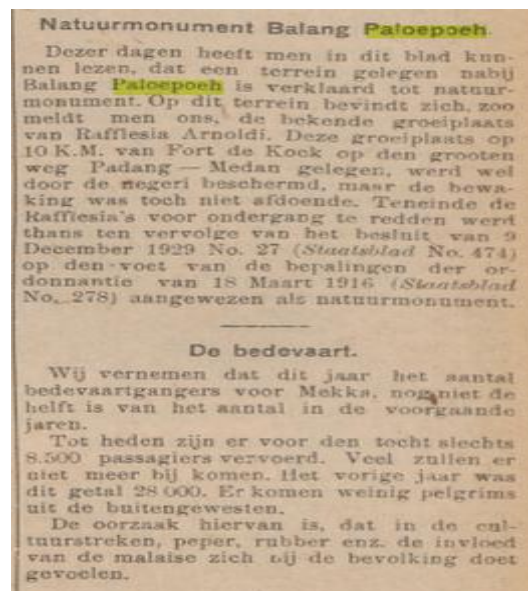 Natuurmonument Balang Paloepoeh.
Dezer dagen heeft men in dit blad kun-
nen lezen, dat een terrein gelegen nabij
Balang Paloepoeh is verklaard tot natuur-
monument. Op dit terrein bevindt zich, zoo
meldt men ons, de bekende groeiplaats
van Rafflesia Arnoldi. Deze groeiplaats op
10 K.M. van Fort de Kock op den grooten
weg Padang — Medan gelegen, werd wel
door de negeri beschermd, maar de bewa-
king was toch niet afdoende. Teneinde de
Rafflesia's voor ondergang te redden werd
thans ten vervolge van het besluit van 9
December 1929 No. 27 (Staatsblad No. 474)
op den voet van de bepalingen der or-
donnantie van 18 Maart 1916 (Staatsblad
No. 278) aangewezen als natuurmonument.
De bedevaart.
Wij vernemen dat dit jaar het aantal
bedevaartgangers voor Mekka, nog niet de
helft is van het aantal in de voorgaande
jaren.
Tot heden zijn er voor den tocht slechts
8.500 passagiers vervoerd. Veel zullen er
niet meer bij komen. Het vorige jaar was
dit getal 28 000. Er komen weinig pelgrims
uit de buitengewesten.
De oorzaak hiervan is, dat in de cul-
tuurstreken, peper, rubber enz. de invloed
van de malaise zich bij de bevolking doet
gevoelen.